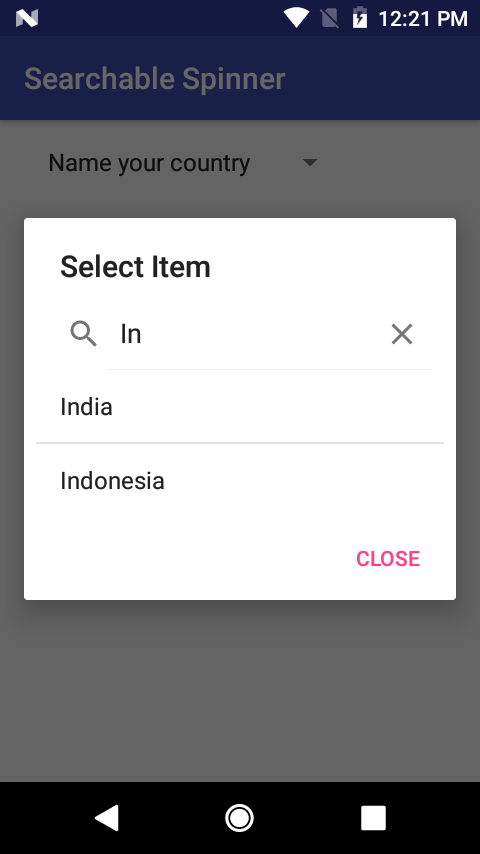 12:21 PM
Searchable Spinner
Name your country
Select Item
In
India
Indonesia
CLOSE